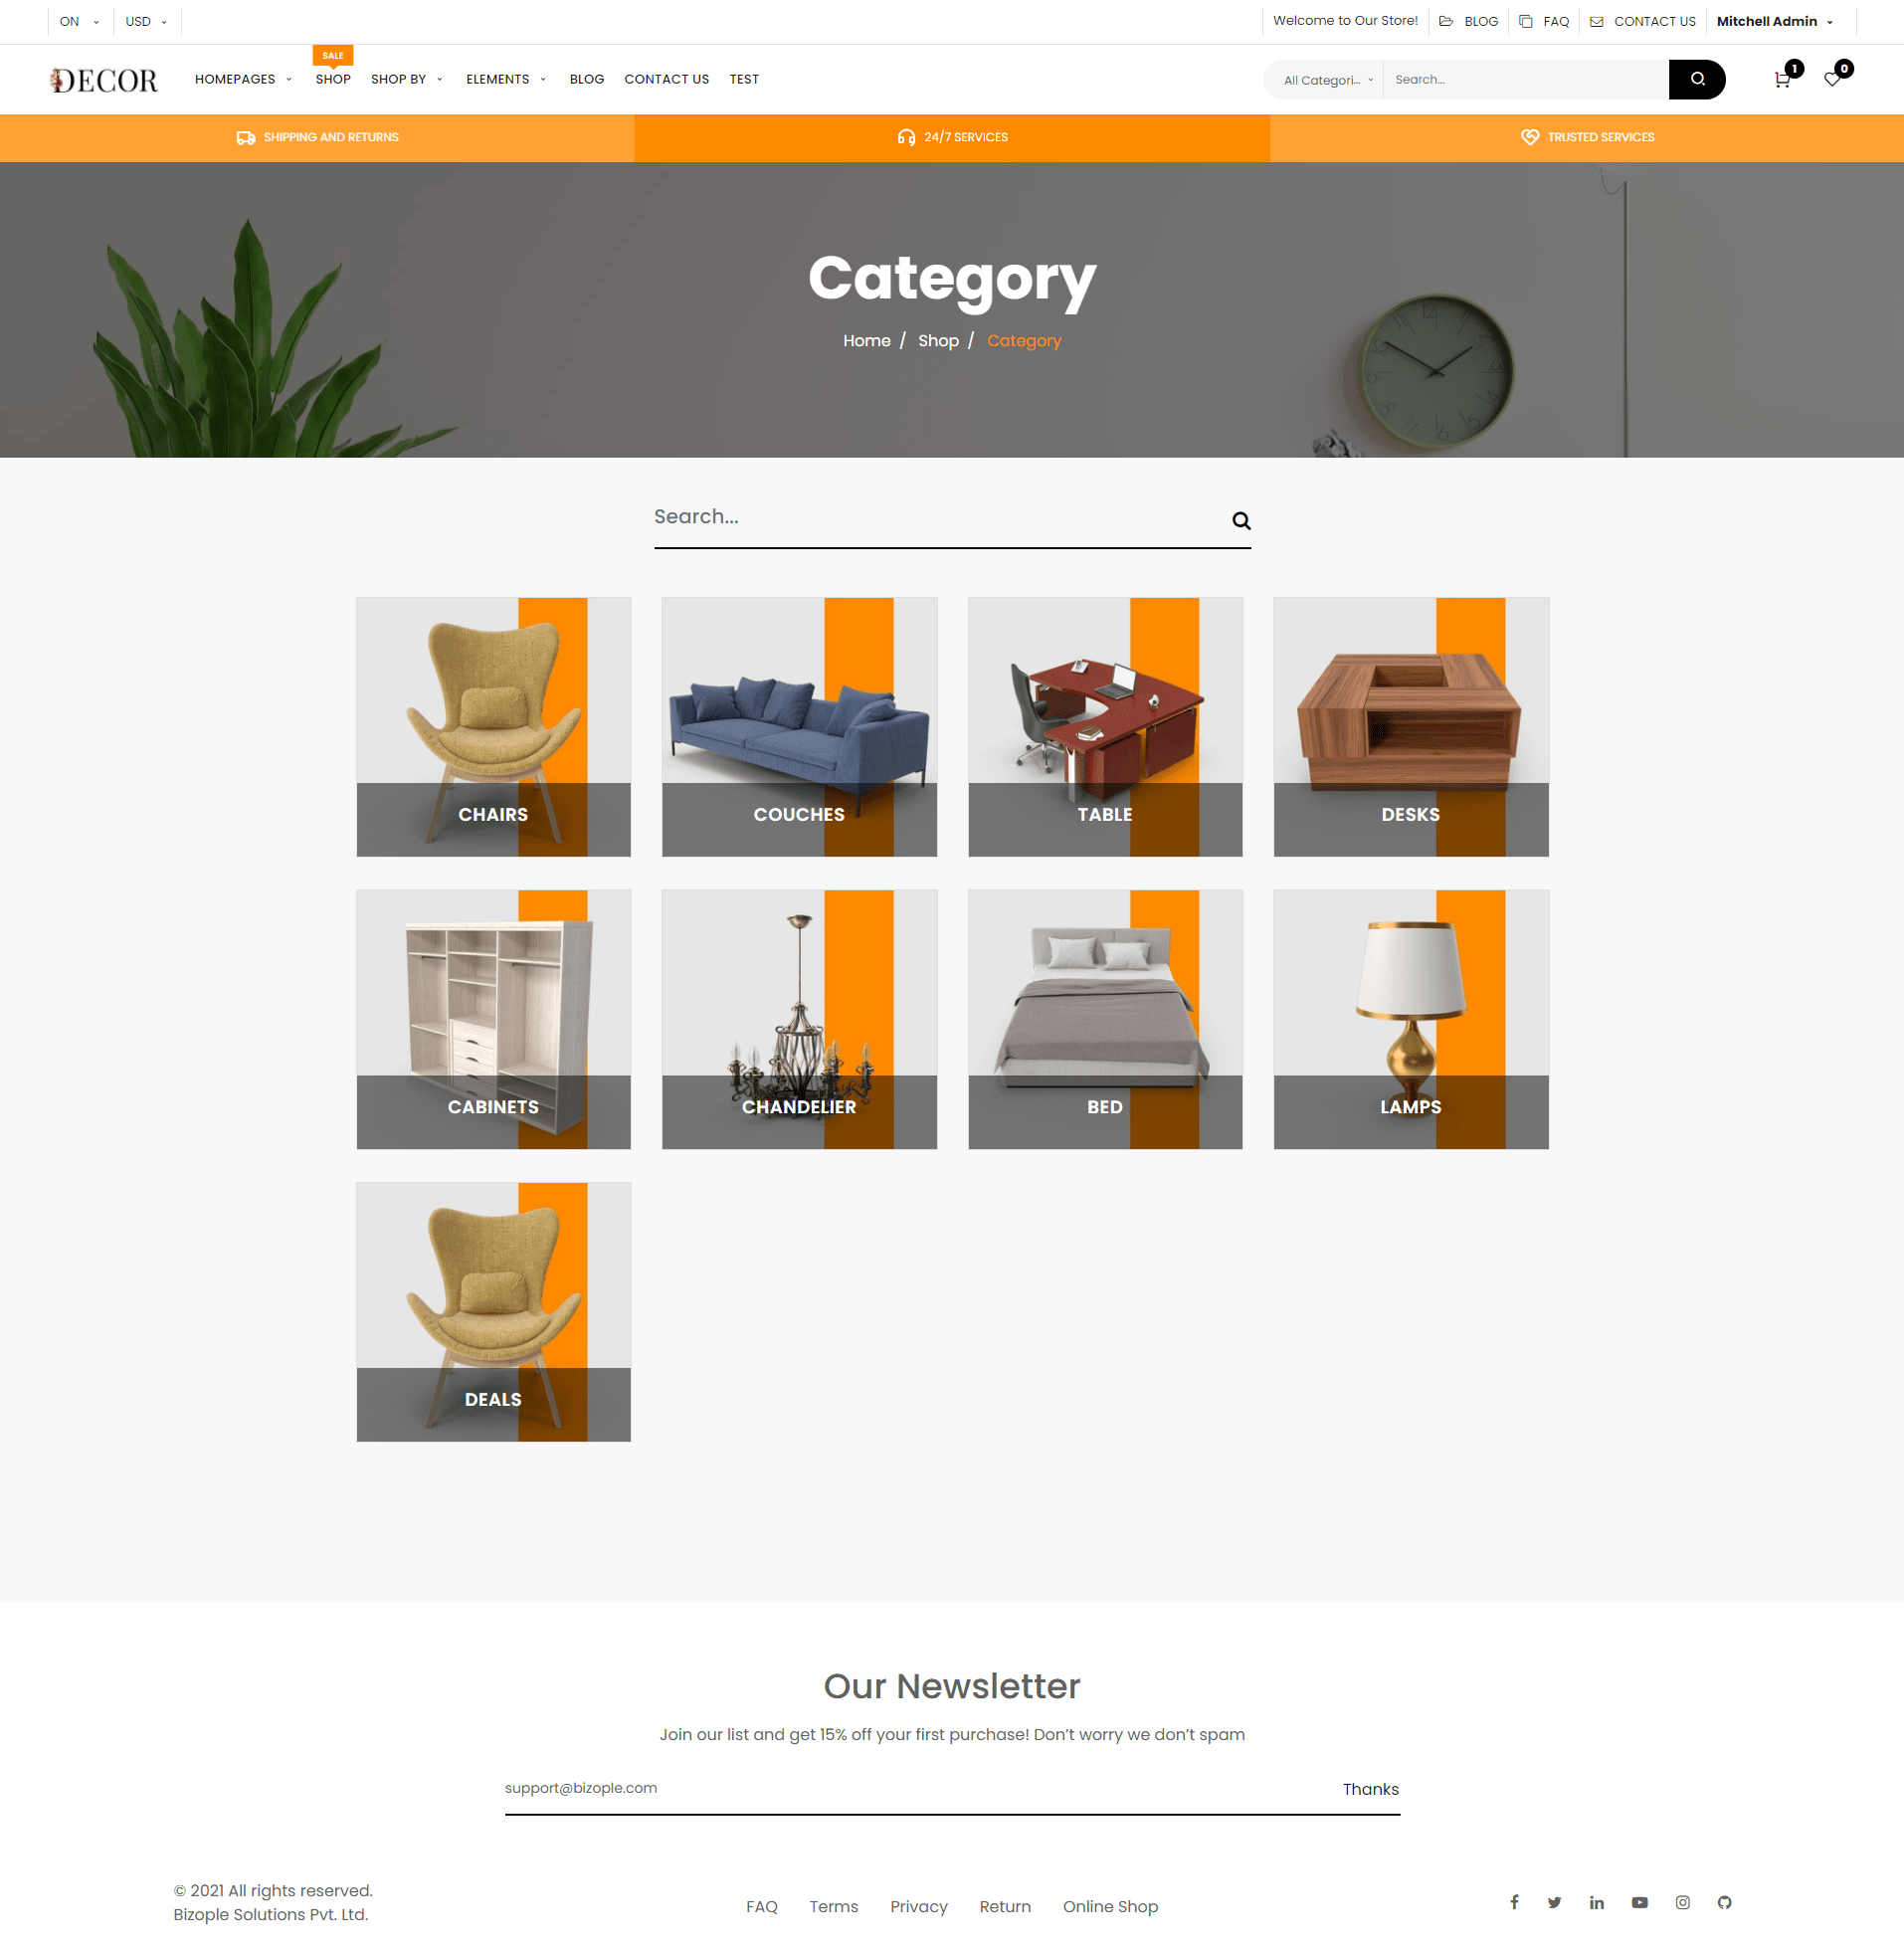 ON USD Welcome to Our Store! BLOG FAQ CONTACT US Mitchell Admin
SALE
DECOR HOMEPAGES SHOP SHOP BY ELEMENTS BLOG CONTACT US TEST All Categori... Search... 1 0
SHIPPING AND RETURNS 24/7 SERVICES TRUSTED SERVICES
Category
Home / Shop / Category
Search...
CHAIRS COUCHES TABLE DESKS
CABINETS CHANDELIER BED LAMPS
DEALS
Our Newsletter
Join our list and get 15% off your first purchase! Don’t worry we don’t spam
support@bizople.com Thanks
© 2021 All rights reserved.
Bizople Solutions Pvt. Ltd.
FAQ Terms Privacy Return Online Shop